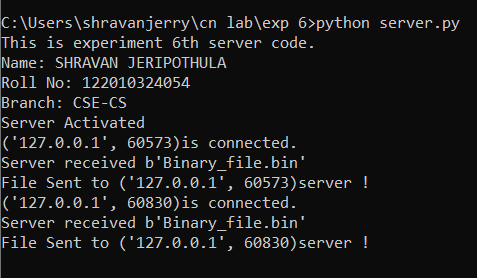 C:\Users\shravanjerry\cn lab\exp 6>python server.py
This is experiment 6th server code.
Name: SHRAVAN JERIPOTHULA
Roll No: 122010324054
Branch: CSE-CS
Server Activated
('127.0.0.1', 60573)is connected.
Server received b'Binary_file.bin'
File Sent to ('127.0.0.1', 60573)server !
('127.0.0.1', 60830)is connected.
Server received b'Binary_file.bin'
File Sent to ('127.0.0.1', 60830)server !